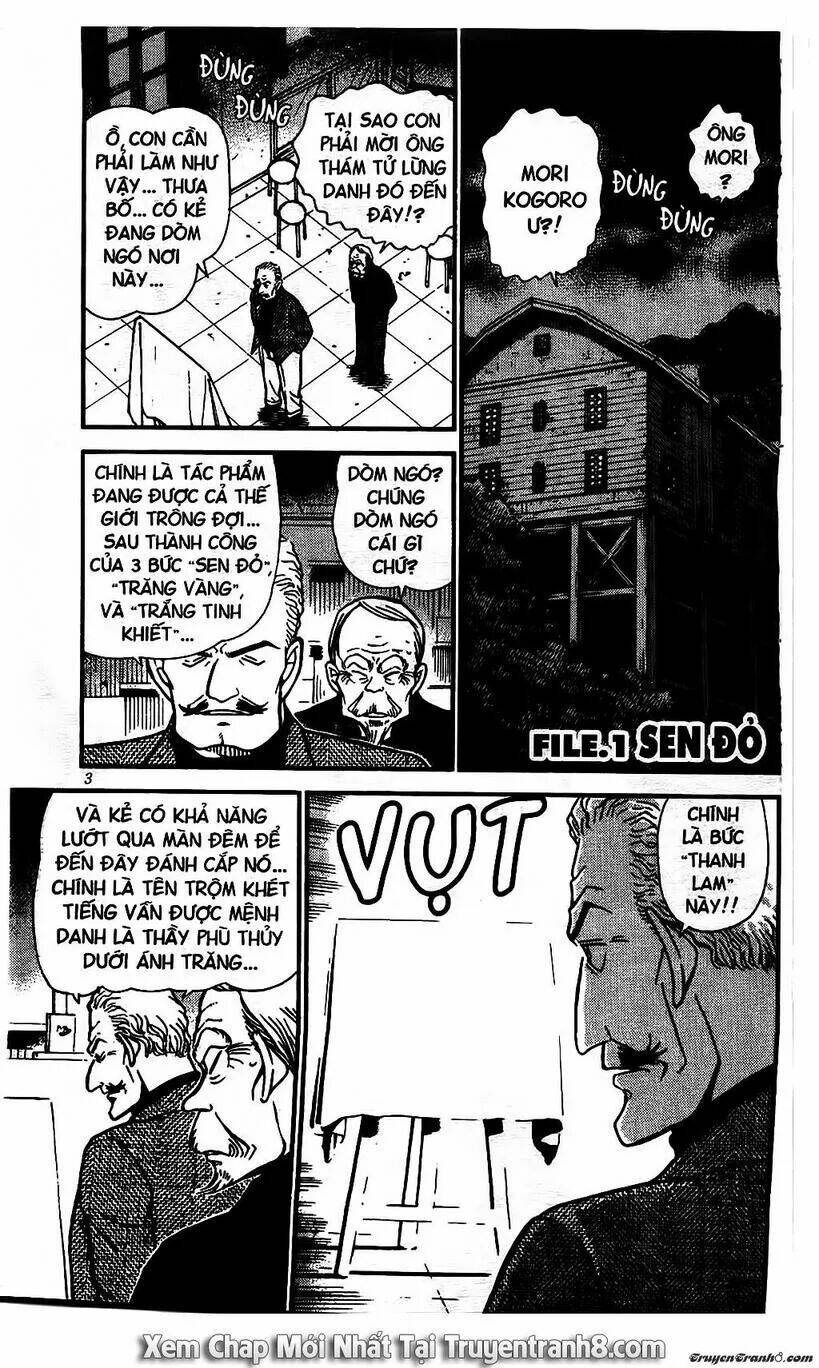 ÔNG
MORI
?
MORI
KOGORO
Ư?!
ĐÙNG
ĐÙNG
FILE.1 SEN ĐỎ
ĐÙNG
ĐÙNG
TẠI SAO CON
PHẢI MỜI ÔNG
THÁM TỬ LỪNG
DANH ĐÓ ĐẾN
ĐÂY!?
Ồ, CON CẦN
PHẢI LÀM NHƯ
VẬY... THƯA
BỐ... CÓ KẺ
ĐANG DÒM
NGÓ NƠI
NÀY...
DÒM NGÓ?
CHÚNG
DÒM NGÓ
CÁI GÌ
CHỨ?
CHÍNH LÀ TÁC PHẨM
ĐANG ĐƯỢC CẢ THẾ
GIỚI TRÔNG ĐỢI...
SAU THÀNH CÔNG
CỦA 3 BỨC "SEN ĐỎ",
"TRĂNG VÀNG",
VÀ "TRẮNG TINH
KHIẾT"...
3
CHÍNH
LÀ BỨC
"THANH
LAM"
NÀY!!
VỤT
VÀ KẺ CÓ KHẢ NĂNG
LƯỚT QUA MÀN ĐÊM ĐỂ
ĐẾN ĐÂY ĐÁNH CẮP NÓ...
CHÍNH LÀ TÊN TRỘM KHÉT
TIẾNG VẪN ĐƯỢC MỆNH
DANH LÀ THẦY PHÙ THỦY
DƯỚI ÁNH TRĂNG...
Xem Chap Mới Nhất Tại Truyentranh8.com
TruyenTranh8.com